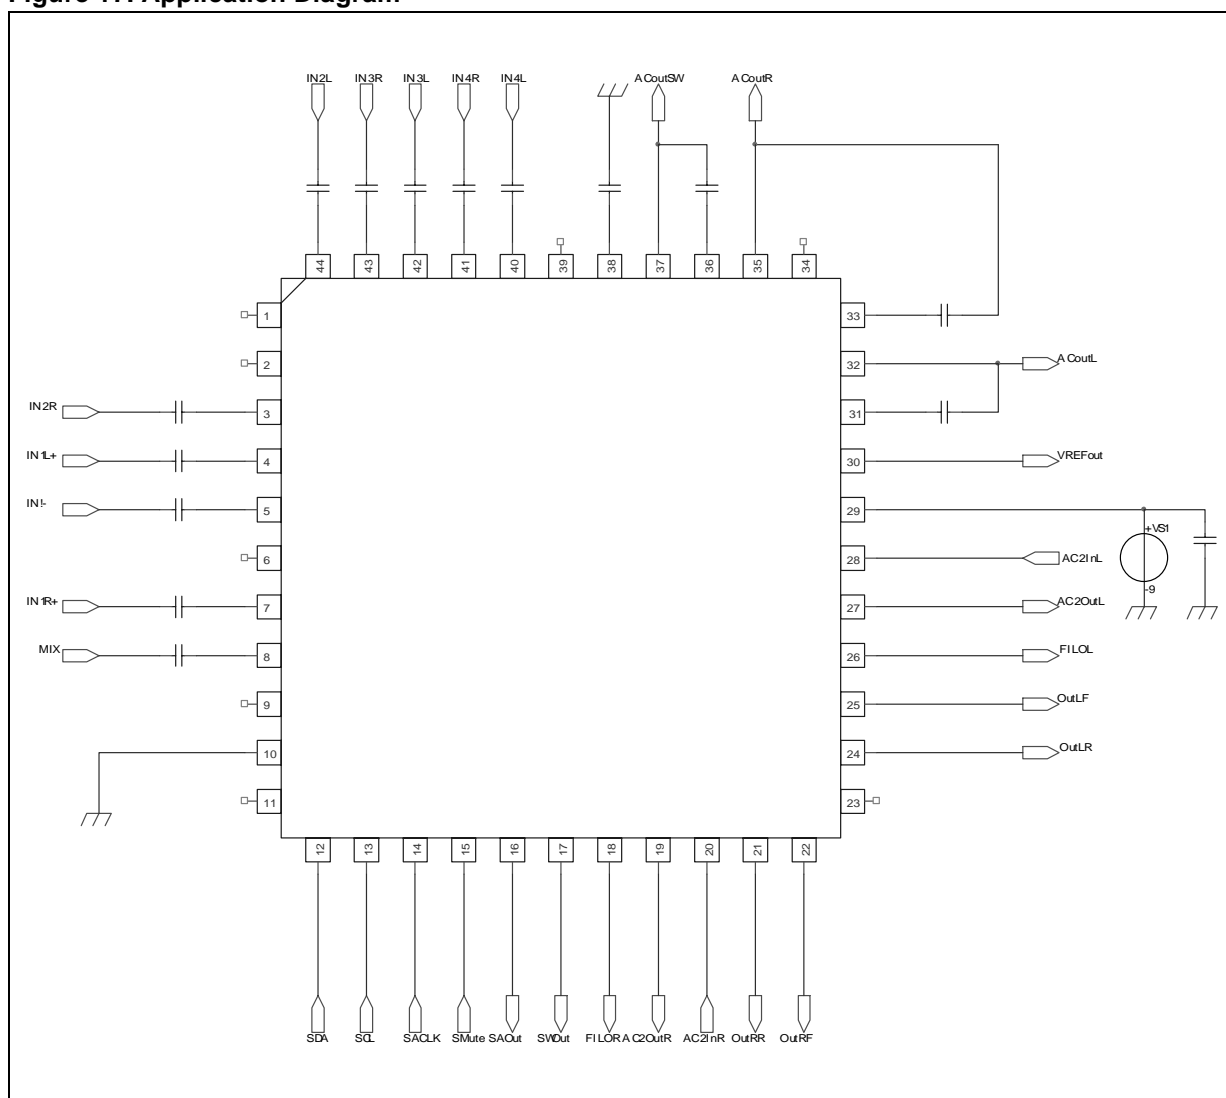 Application Diagram
IN2L IN3R IN3L IN4R IN4L ACoutSW ACoutR
44 43 42 41 40 39 38 37 36 35 34
1 33
2 32 ACoutL
IN2R 3 31
IN1L+ 4 30 VREFout
IN!- 5 29
+VS1
6 28 AC2InL
-9
IN1R+ 7 27 AC2OutL
MIX 8 26 FILOL
9 25 OutLF
10 24 OutLR
11 23
12 13 14 15 16 17 18 19 20 21 22
SDA SCL SACLK SMute SAOut SWOut FILOR AC2OutR AC2InR OutRR OutRF